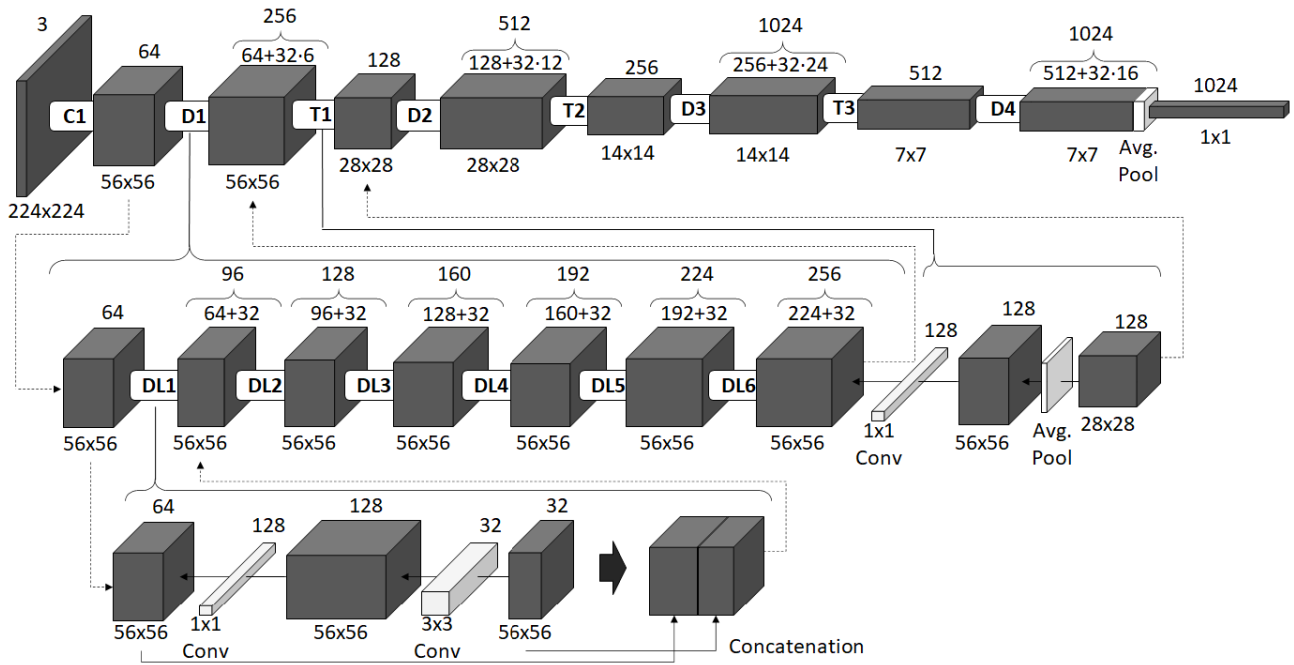 3
64
256
64+32·6
128
512
128+32·12
256
1024
256+32·24
512
1024
512+32·16
1024
C1
D1
T1
D2
T2
D3
T3
D4
224x224
56x56
56x56
28x28
28x28
14x14
14x14
7x7
7x7
Avg.
Pool
1x1
64
96
64+32
128
96+32
160
128+32
192
160+32
224
192+32
256
224+32
128
128
128
DL1
DL2
DL3
DL4
DL5
DL6
56x56
56x56
56x56
56x56
56x56
56x56
56x56
1x1
Conv
56x56
Avg.
Pool
28x28
64
128
128
32
32
56x56
1x1
Conv
56x56
3x3
Conv
56x56
Concatenation